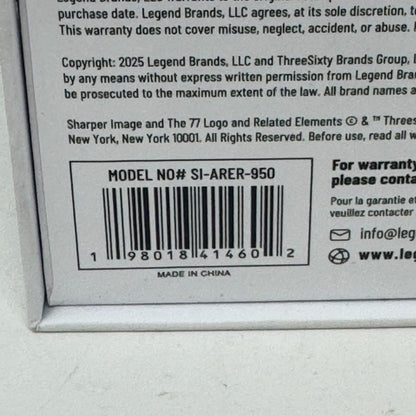 purchase date. Legend Brands, LLC agrees, at its sole discretion, t
This warranty does not cover misuse, neglect, accident, or abuse.
Copyright: 2025 Legend Brands, LLC and ThreeSixty Brands Group,
by any means without express written permission from Legend Bra
be prosecuted to the maximum extent of the law. All brand names a
Sharper Image and The 77 Logo and Related Elements © & ™ Threes
New York, New York 10001. All Rights Reserved. Before use, read all w
MODEL NO# SI-ARER-950
1 98018 41460 2
MADE IN CHINA
For warranty
please conta
Pour la garantie et
veuillez contacter
info@leg
www.leg